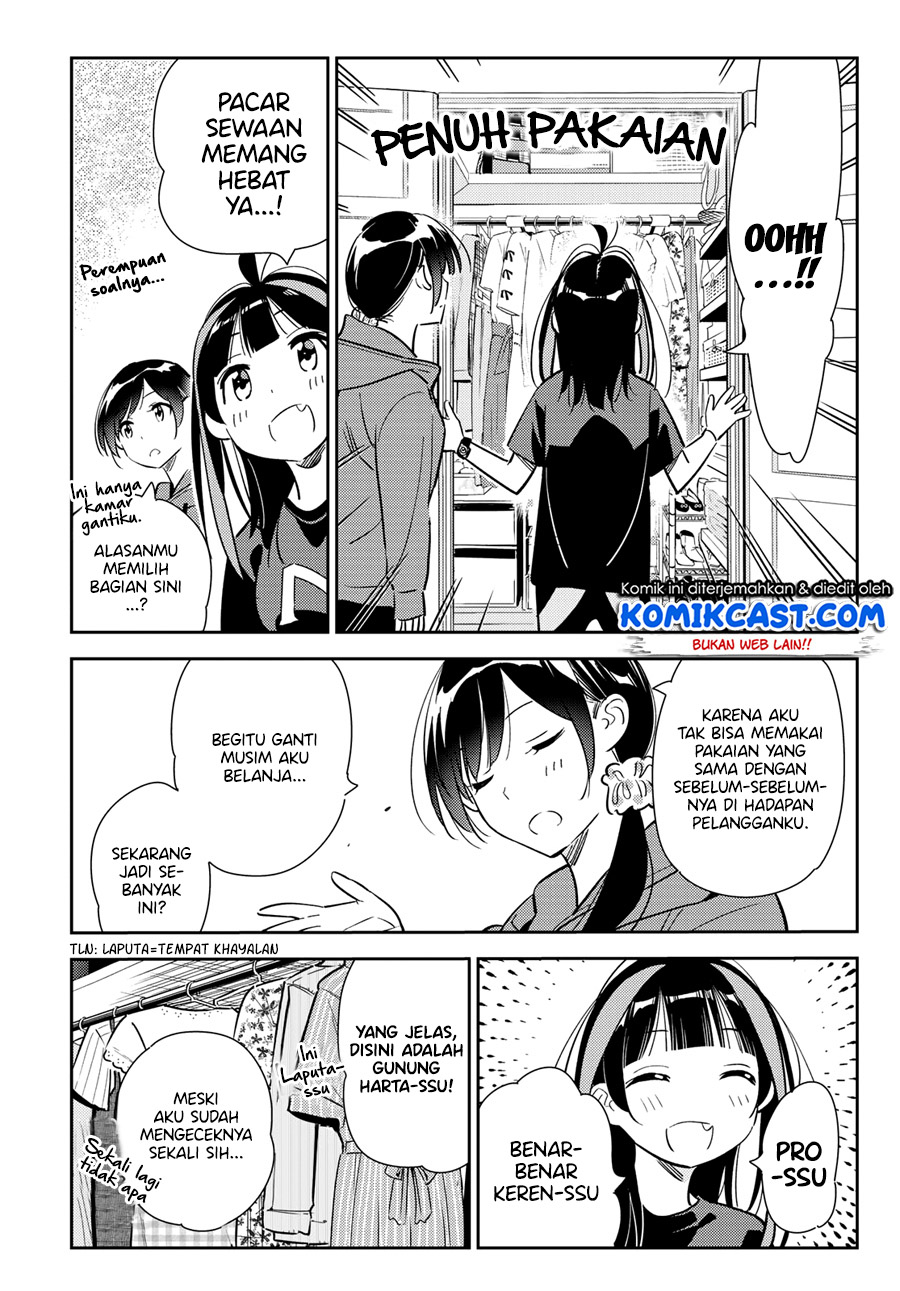 OOHH
...!!
PENUH PAKAIAN
PACAR
SEWAAN
MEMANG
HEBAT
YA...!
Perempuan
soalnya...
Ini hanya
kamar
gantiku.
ALASANMU
MEMILIH
BAGIAN SINI
...?
Komik ini diterjemahkan & diedit oleh
KOMIKCAST.COM
BUKAN WEB LAIN!!
KARENA AKU
TAK BISA MEMAKAI
PAKAIAN YANG
SAMA DENGAN
SEBELUM-SEBELUM-
NYA DI HADAPAN
PELANGGANKU.
BEGITU GANTI
MUSIM AKU
BELANJA...
SEKARANG
JADI SE-
BANYAK
INI?
TLN: LAPUTA=TEMPAT KHAYALAN
PRO
-SSU
BENAR-
BENAR
KEREN-SSU
YANG JELAS,
DISINI ADALAH
GUNUNG
HARTA-SSU!
Ini
Laputa-
ssu
MESKI
AKU SUDAH
MENGECEKNYA
SEKALI SIH...
Sekali lagi
tidak apa